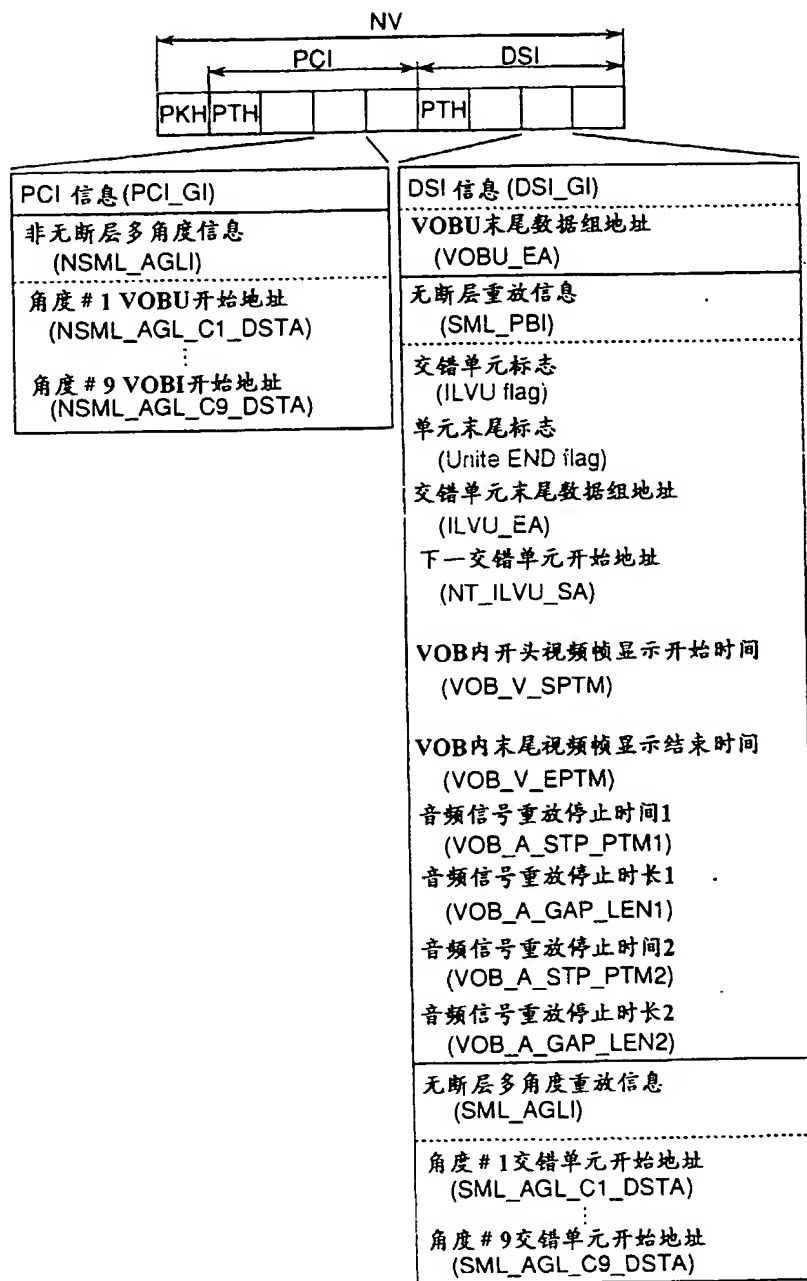 NV
PCI
DSI
PKH PTH PTH
PCI 信息(PCI_GI)
非无断层多角度信息
(NSML_AGLI)
角度 # 1 VOBU开始地址
(NSML_AGL_C1_DSTA)
⋮
角度 # 9 VOBI开始地址
(NSML_AGL_C9_DSTA)
DSI 信息(DSI_GI)
VOBU末尾数据组地址
(VOBU_EA)
无断层重放信息
(SML_PBI)
交错单元标志
(ILVU flag)
单元末尾标志
(Unite END flag)
交错单元末尾数据组地址
(ILVU_EA)
下一交错单元开始地址
(NT_ILVU_SA)
VOB内开头视频帧显示开始时间
(VOB_V_SPTM)
VOB内末尾视频帧显示结束时间
(VOB_V_EPTM)
音频信号重放停止时间1
(VOB_A_STP_PTM1)
音频信号重放停止时长1
(VOB_A_GAP_LEN1)
音频信号重放停止时间2
(VOB_A_STP_PTM2)
音频信号重放停止时长2
(VOB_A_GAP_LEN2)
无断层多角度重放信息
(SML_AGLI)
角度 # 1交错单元开始地址
(SML_AGL_C1_DSTA)
⋮
角度 # 9交错单元开始地址
(SML_AGL_C9_DSTA)